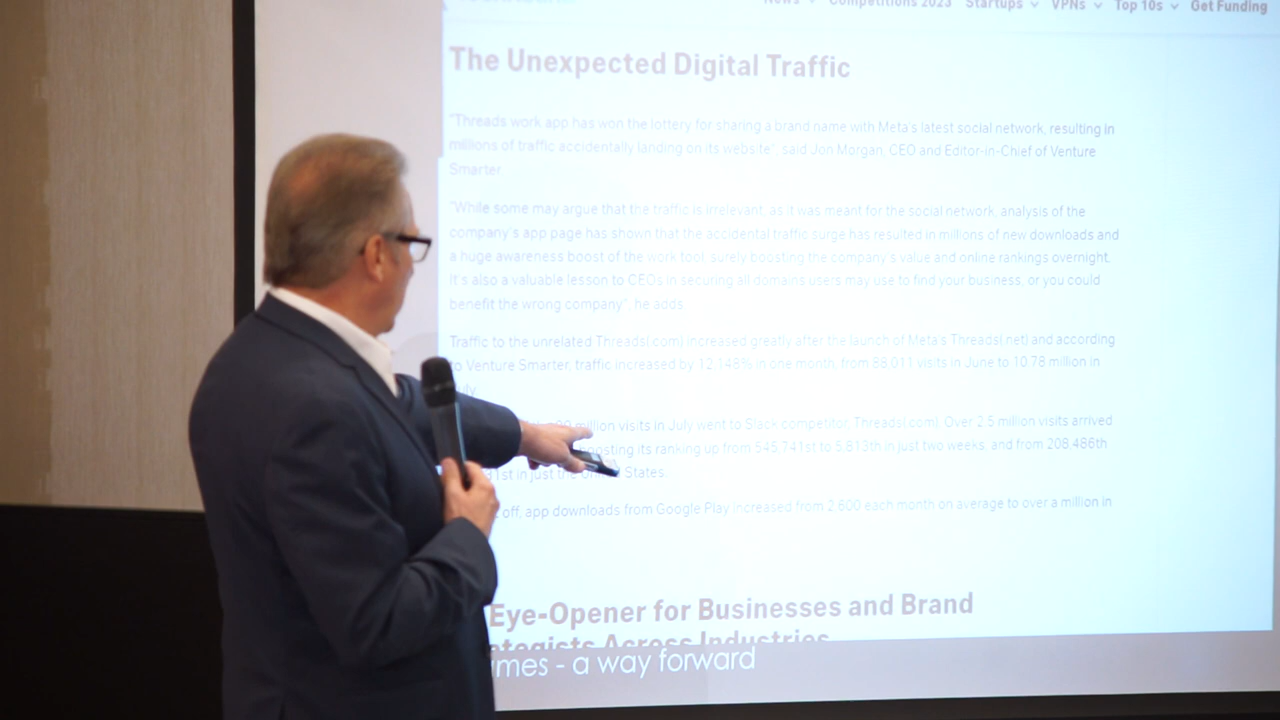 News Competitions 2023 Startups VPNs Top 10s Get Funding
The Unexpected Digital Traffic
"Threads work app has won the lottery for sharing a brand name with Meta's latest social network, resulting in
millions of traffic accidentally landing on its website", said Jon Morgan, CEO and Editor-in-Chief of Venture
Smarter.
"While some may argue that the traffic is irrelevant, as it was meant for the social network, analysis of the
company's app page has shown that the accidental traffic surge has resulted in millions of new downloads and
a huge awareness boost of the work tool, surely boosting the company's value and online rankings overnight.
It's also a valuable lesson to CEOs in securing all domains users may use to find your business, or you could
benefit the wrong company", he adds.
Traffic to the unrelated Threads(.com) increased greatly after the launch of Meta's Threads(.net) and according
to Venture Smarter, traffic increased by 12,148% in one month, from 88,011 visits in June to 10.78 million in
July.
million visits in July went to Slack competitor, Threads(.com). Over 2.5 million visits arrived
boosting its ranking up from 545,741st to 5,813th in just two weeks, and from 208,486th
1st in just the United States.
off, app downloads from Google Play increased from 2,600 each month on average to over a million in
Eye-Opener for Businesses and Brand
ategists Across Industries
mes - a way forward